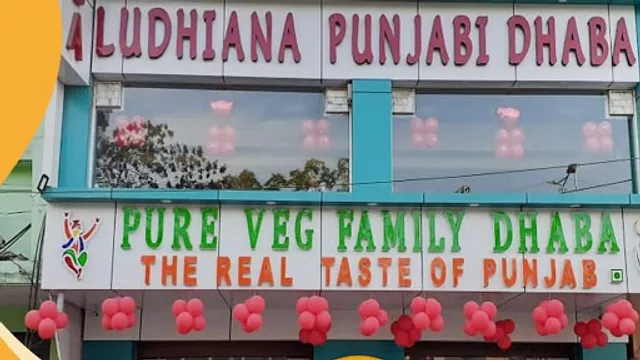 LUDHIANA PUNJABI DHABA
PURE VEG FAMILY DHABA
THE REAL TASTE OF PUNJAB